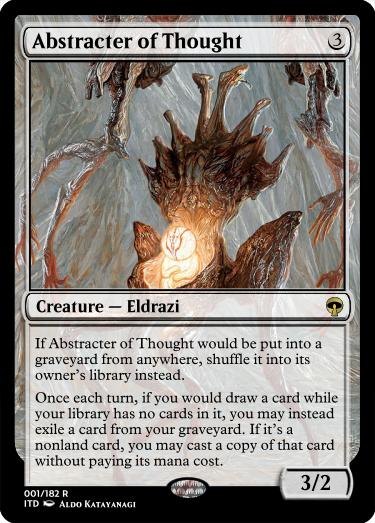 Abstracter of Thought 3
Creature — Eldrazi
If Abstracter of Thought would be put into a
graveyard from anywhere, shuffle it into its
owner's library instead.
Once each turn, if you would draw a card while
your library has no cards in it, you may instead
exile a card from your graveyard. If it's a
nonland card, you may cast a copy of that card
without paying its mana cost.
3/2
001/182 R
ITD Aldo Katayanagi